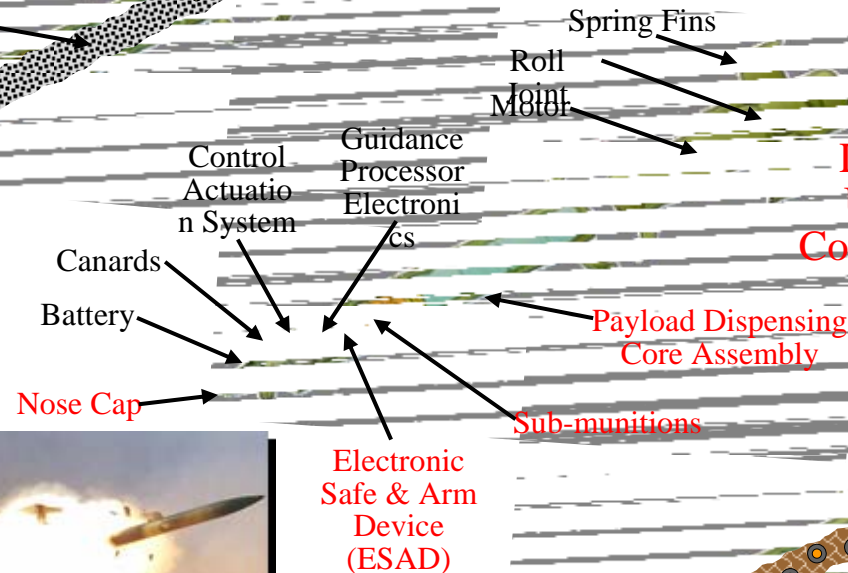 Spring Fins
Roll
Joint
Motor
Guidance
Processor
Electroni
cs
Control
Actuatio
n System
Canards
Battery
Nose Cap
Co
Payload Dispensing
Core Assembly
Sub-munitions
Electronic
Safe & Arm
Device
(ESAD)